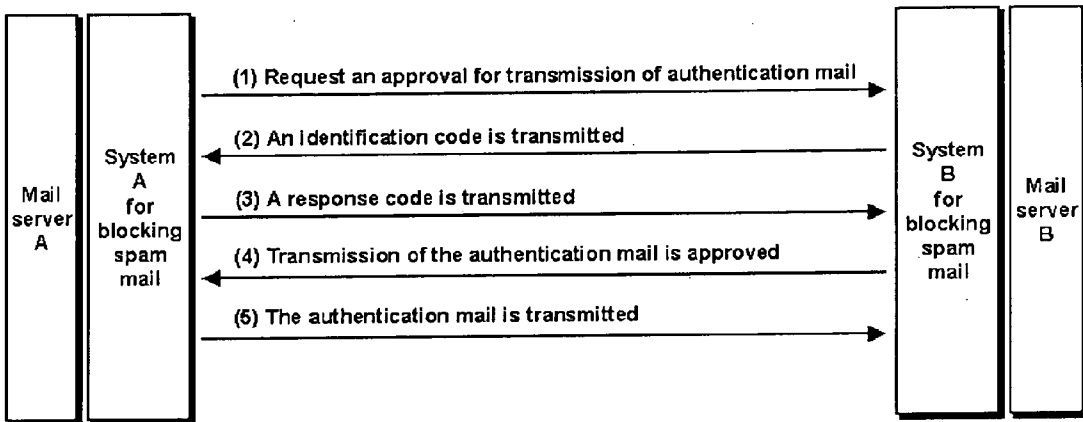 Mail
server
A
System
A
for
blocking
spam
mail
(1) Request an approval for transmission of authentication mail
(2) An identification code is transmitted
(3) A response code is transmitted
(4) Transmission of the authentication mail is approved
(5) The authentication mail is transmitted
System
B
for
blocking
spam
mail
Mail
server
B